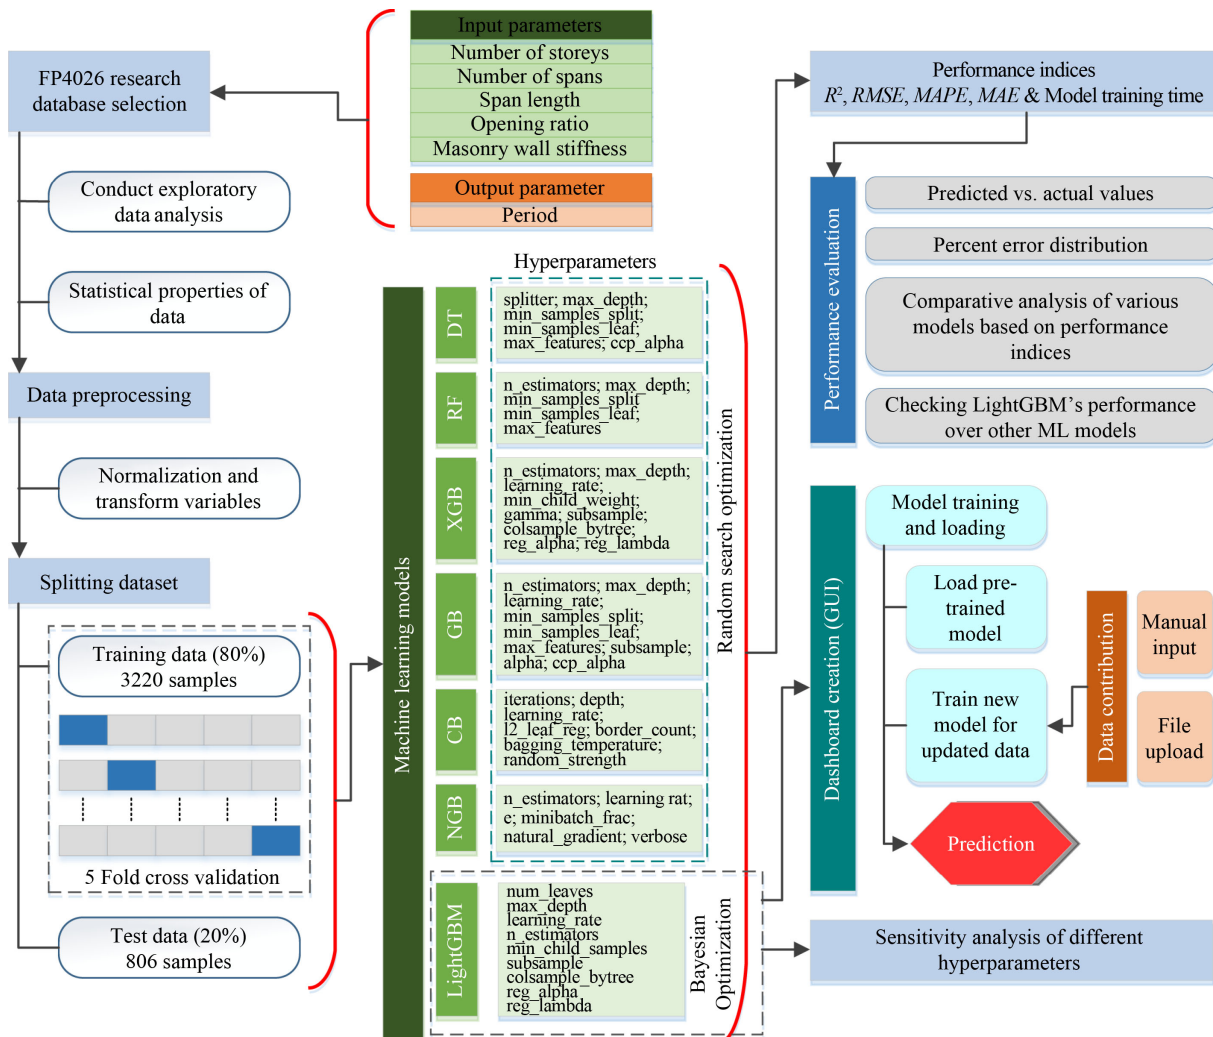 FP4026 research
database selection
Conduct exploratory
data analysis
Statistical properties of
data
Data preprocessing
Normalization and
transform variables
Splitting dataset
Training data (80%)
3220 samples
5 Fold cross validation
Test data (20%)
806 samples
Input parameters
Number of storeys
Number of spans
Span length
Opening ratio
Masonry wall stiffness
Output parameter
Period
Machine learning models
Hyperparameters
DT
splitter; max_depth;
min_samples_split;
min_samples_leaf;
max_features; ccp_alpha
RF
n_estimators; max_depth;
min_samples_split
min_samples_leaf;
max_features
XGB
n_estimators; max_depth;
learning_rate;
min_child_weight;
gamma; subsample;
colsample_bytree;
reg_alpha; reg_lambda
GB
n_estimators; max_depth;
learning_rate;
min_samples_split;
min_samples_leaf;
max_features; subsample;
alpha; ccp_alpha
CB
iterations; depth;
learning_rate;
l2_leaf_reg; border_count;
bagging_temperature;
random_strength
NGB
n_estimators; learning rat;
e; minibatch_frac;
natural_gradient; verbose
LightGBM
num_leaves
max_depth
learning_rate
n_estimators
min_child_samples
subsample
colsample_bytree
reg_alpha
reg_lambda
Bayesian
Optimization
Random search optimization
Performance indices
R², RMSE, MAPE, MAE & Model training time
Performance evaluation
Predicted vs. actual values
Percent error distribution
Comparative analysis of various
models based on performance
indices
Checking LightGBM's performance
over other ML models
Dashboard creation (GUI)
Model training
and loading
Load pre-
trained
model
Train new
model for
updated data
Prediction
Data contribution
Manual
input
File
upload
Sensitivity analysis of different
hyperparameters